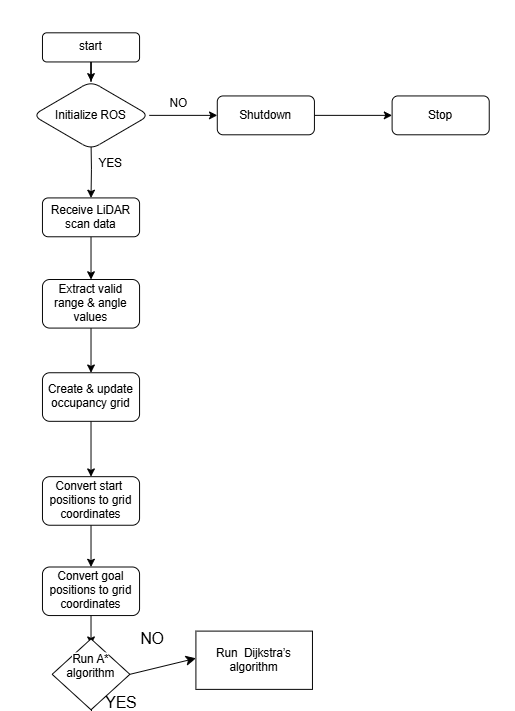 start
Initialize ROS
NO
Shutdown
Stop
YES
Receive LiDAR
scan data
Extract valid
range & angle
values
Create & update
occupancy grid
Convert start
positions to grid
coordinates
Convert goal
positions to grid
coordinates
Run A*
algorithm
NO
Run Dijkstra's
algorithm
YES